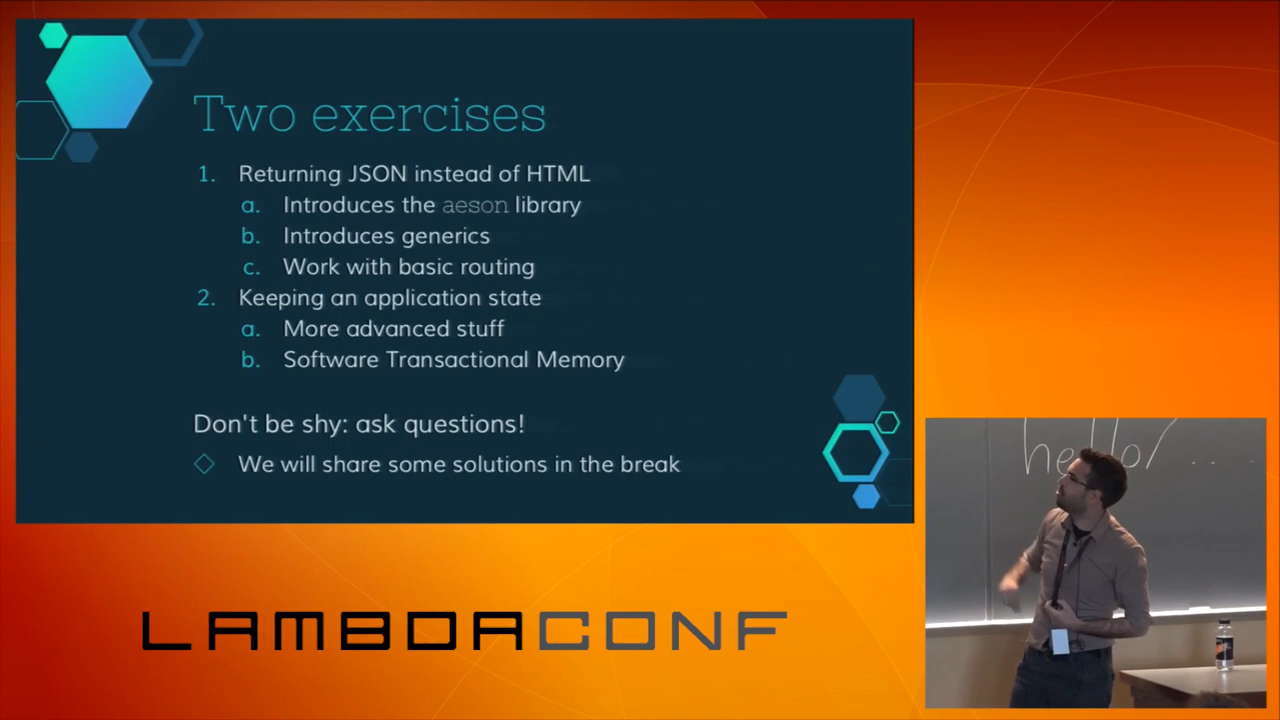 Two exercises
1. Returning JSON instead of HTML
a. Introduces the aeson library
b. Introduces generics
c. Work with basic routing
2. Keeping an application state
a. More advanced stuff
b. Software Transactional Memory
Don't be shy: ask questions!
We will share some solutions in the break
hello/ ....
LAMBDACONF